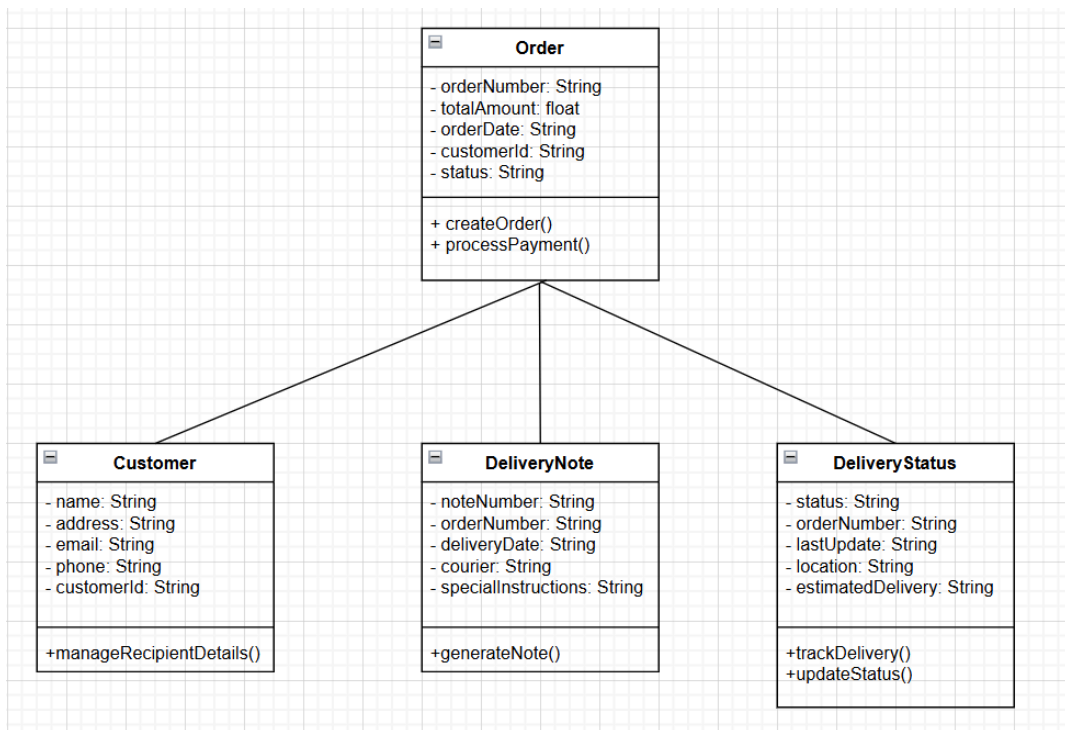 Order
- orderNumber: String
- totalAmount: float
- orderDate: String
- customerId: String
- status: String
+ createOrder()
+ processPayment()
Customer
- name: String
- address: String
- email: String
- phone: String
- customerId: String
+manageRecipientDetails()
DeliveryNote
- noteNumber: String
- orderNumber: String
- deliveryDate: String
- courier: String
- specialInstructions: String
+generateNote()
DeliveryStatus
- status: String
- orderNumber: String
- lastUpdate: String
- location: String
- estimatedDelivery: String
+trackDelivery()
+updateStatus()